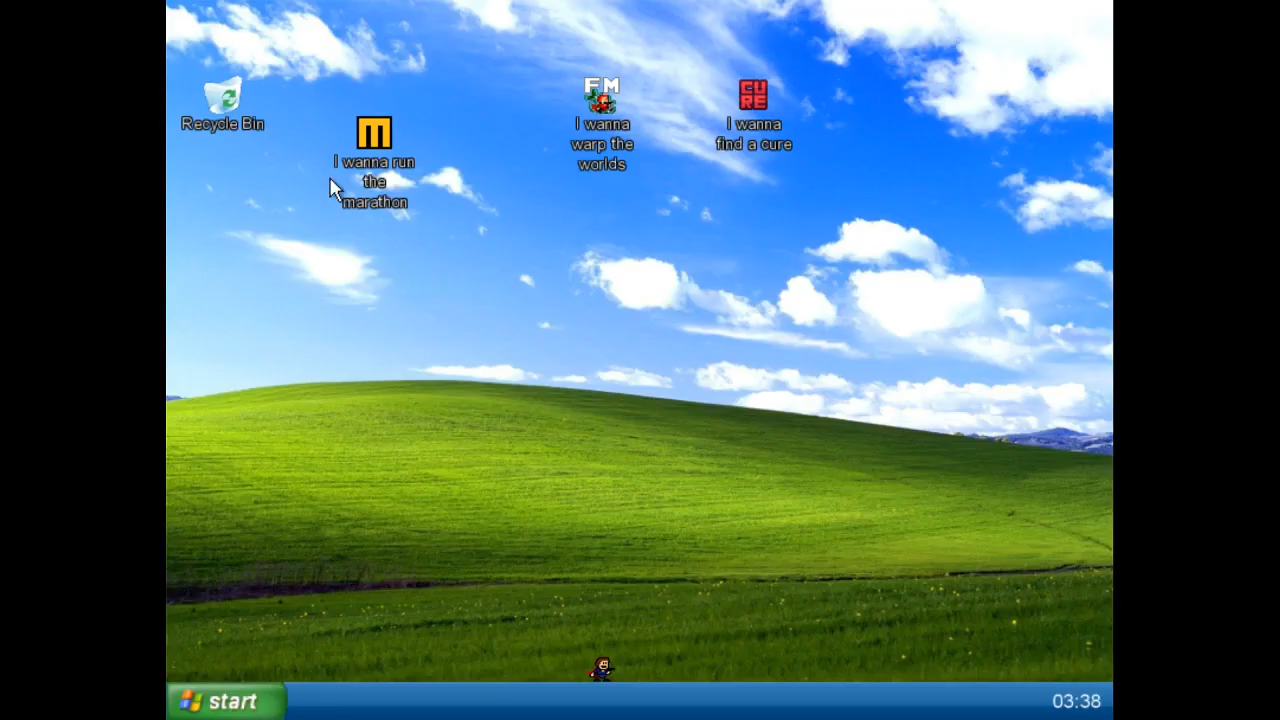 Recycle Bin
I wanna run
the
marathon
FM
I wanna
warp the
worlds
CU
RE
I wanna
find a cure
start
03:38